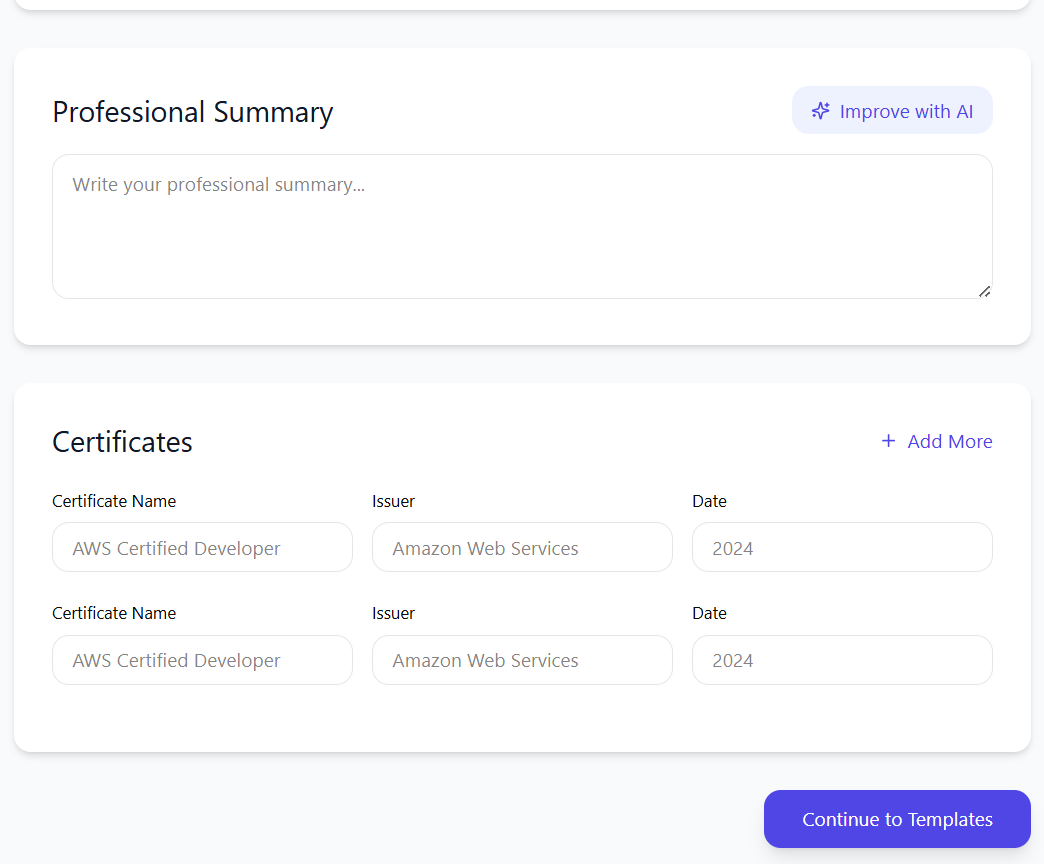 Professional Summary
Improve with AI
Write your professional summary...
Certificates
+ Add More
Certificate Name
Issuer
Date
AWS Certified Developer
Amazon Web Services
2024
Certificate Name
Issuer
Date
AWS Certified Developer
Amazon Web Services
2024
Continue to Templates